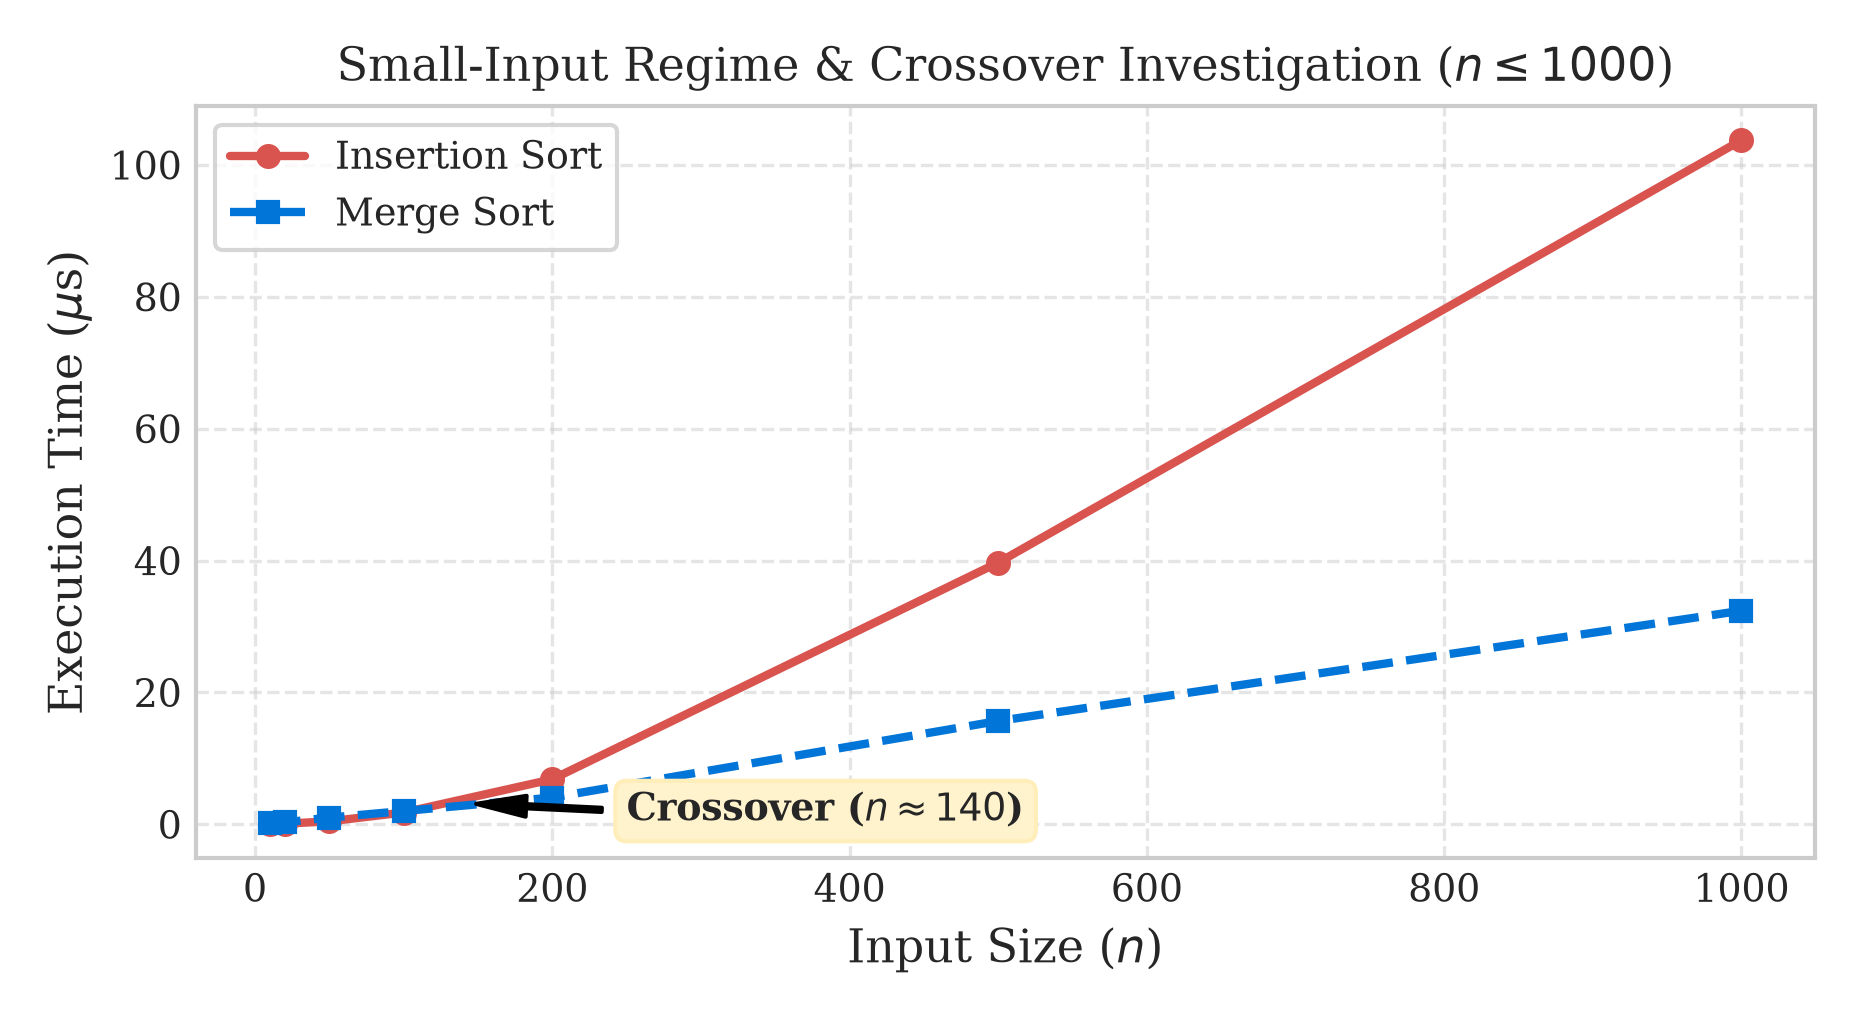 Small-Input Regime & Crossover Investigation (n ≤ 1000)
Insertion Sort
Merge Sort
Execution Time (μs)
100
80
60
40
20
0
Crossover (n ≈ 140)
0 200 400 600 800 1000
Input Size (n)